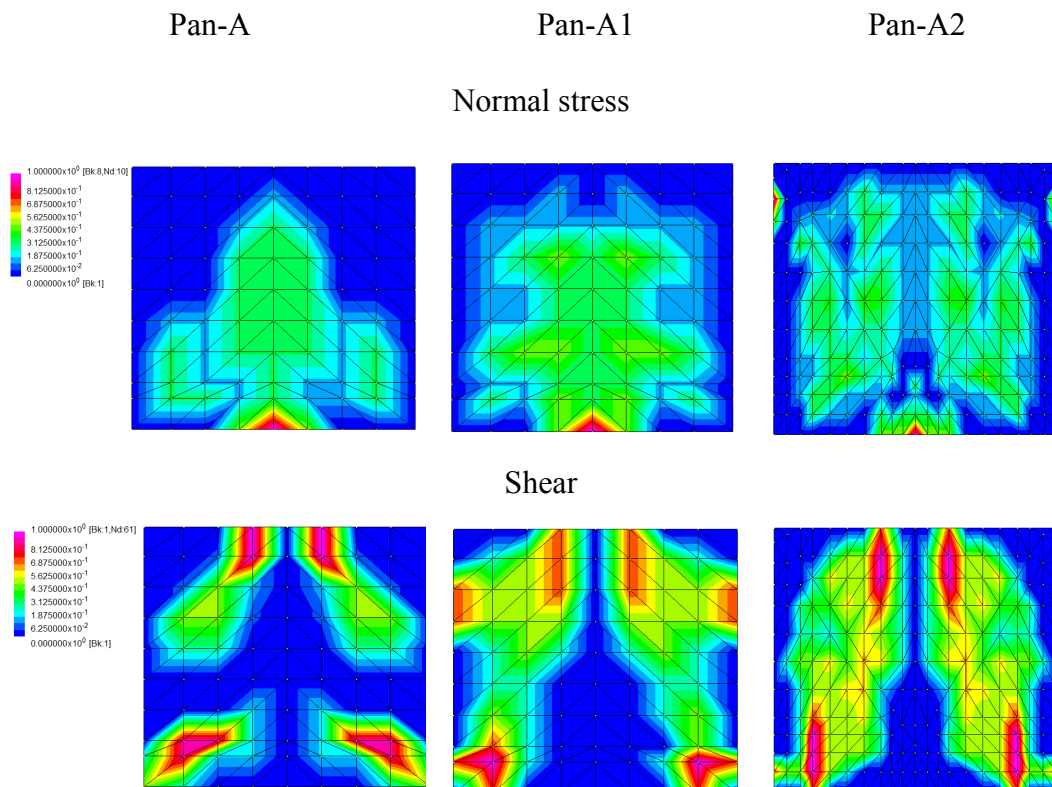 Pan-A Pan-A1 Pan-A2
Normal stress
1.000000x10⁰ [Bk:8,Nd:10]
8.125000x10⁻¹
6.875000x10⁻¹
5.625000x10⁻¹
4.375000x10⁻¹
3.125000x10⁻¹
1.875000x10⁻¹
6.250000x10⁻²
0.000000x10⁰ [Bk:1]
Shear
1.000000x10⁰ [Bk:1,Nd:61]
8.125000x10⁻¹
6.875000x10⁻¹
5.625000x10⁻¹
4.375000x10⁻¹
3.125000x10⁻¹
1.875000x10⁻¹
6.250000x10⁻²
0.000000x10⁰ [Bk:1]